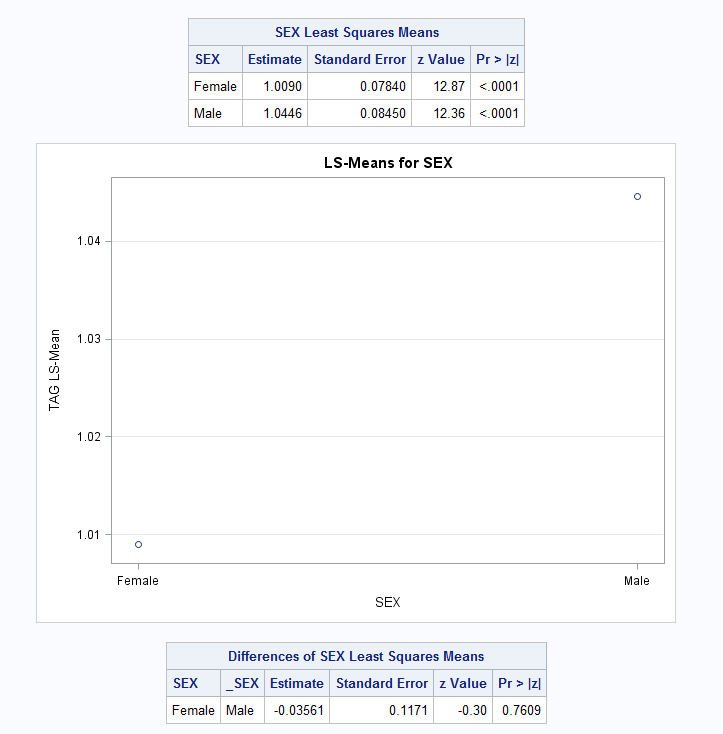 SEX Least Squares Means
SEX Estimate Standard Error z Value Pr > |z|
Female 1.0090 0.07840 12.87 <.0001
Male 1.0446 0.08450 12.36 <.0001
LS-Means for SEX
1.04
1.03
1.02
1.01
TAG LS-Mean
Female Male
SEX
Differences of SEX Least Squares Means
SEX _SEX Estimate Standard Error z Value Pr > |z|
Female Male -0.03561 0.1171 -0.30 0.7609